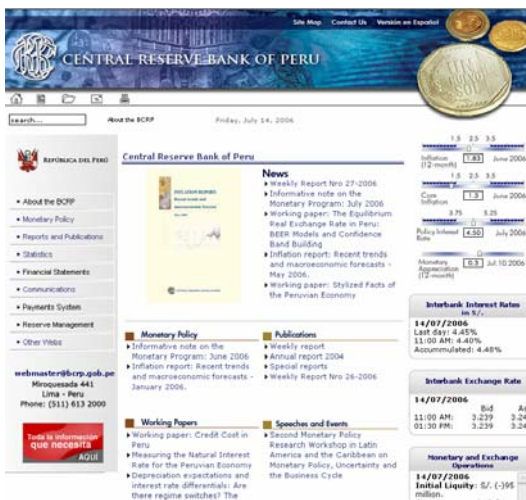 Site Map Contact Us Versión en Español
CENTRAL RESERVE BANK OF PERU
search...
About the BCRP
Friday, July 14, 2006
REPÚBLICA DEL PERÚ
About the BCRP
Monetary Policy
Reports and Publications
Statistics
Financial Statements
Communications
Payments System
Reserve Management
Other Webs
webmaster@bcrp.gob.pe
Miroquesada 441
Lima - Peru
Phone: (511) 613 2000
Toda la información
que necesita
AQUI
Central Reserve Bank of Peru
INFLATION REPORT
News
Weekly Report Nro 27-2006
Informative note on the
Monetary Program: July 2006
Working paper: The Equilibrium
Real Exchange Rate in Peru:
BEER Models and Confidence
Band Building
Inflation report: Recent trends
and macroeconomic forecasts -
May 2006.
Working paper: Stylized Facts of
the Peruvian Economy
Monetary Policy
Informative note on the
Monetary Program: June 2006
Inflation report: Recent trends
and macroeconomic forecasts -
January 2006.
Publications
Weekly report
Annual report 2004
Special reports
Weekly Report Nro 26-2006
Working Papers
Working paper: Credit Cost in
Peru
Measuring the Natural Interest
Rate for the Peruvian Economy
Depreciation expectations and
interest rate differentials: Are
there regime switches? The
Speeches and Events
Second Monetary Policy
Research Workshop in Latin
America and the Caribbean on
Monetary Policy, Uncertainty and
the Business Cycle
1.5 2.5 3.5
Inflation 1.83 June 2006
(12-month)
1.5 2.5 3.5
Core 1.3 June 2006
Inflation
3.75 5.25
Policy Interest 4.50 July 2006
Rate
Monetary 0.3 Jul.10.2006
Appreciation
(12-month)
Interbank Interest Rates
in S/.
14/07/2006
Last day: 4.45%
11:00 AM: 4.40%
Accummulated: 4.48%
Interbank Exchange Rate
14/07/2006
Bid
11:00 AM: 3.239 3.24
01:30 PM: 3.239
Monetary and Exchange
Operations
14/07/2006
Initial Liquity: S/. (-)95
million.